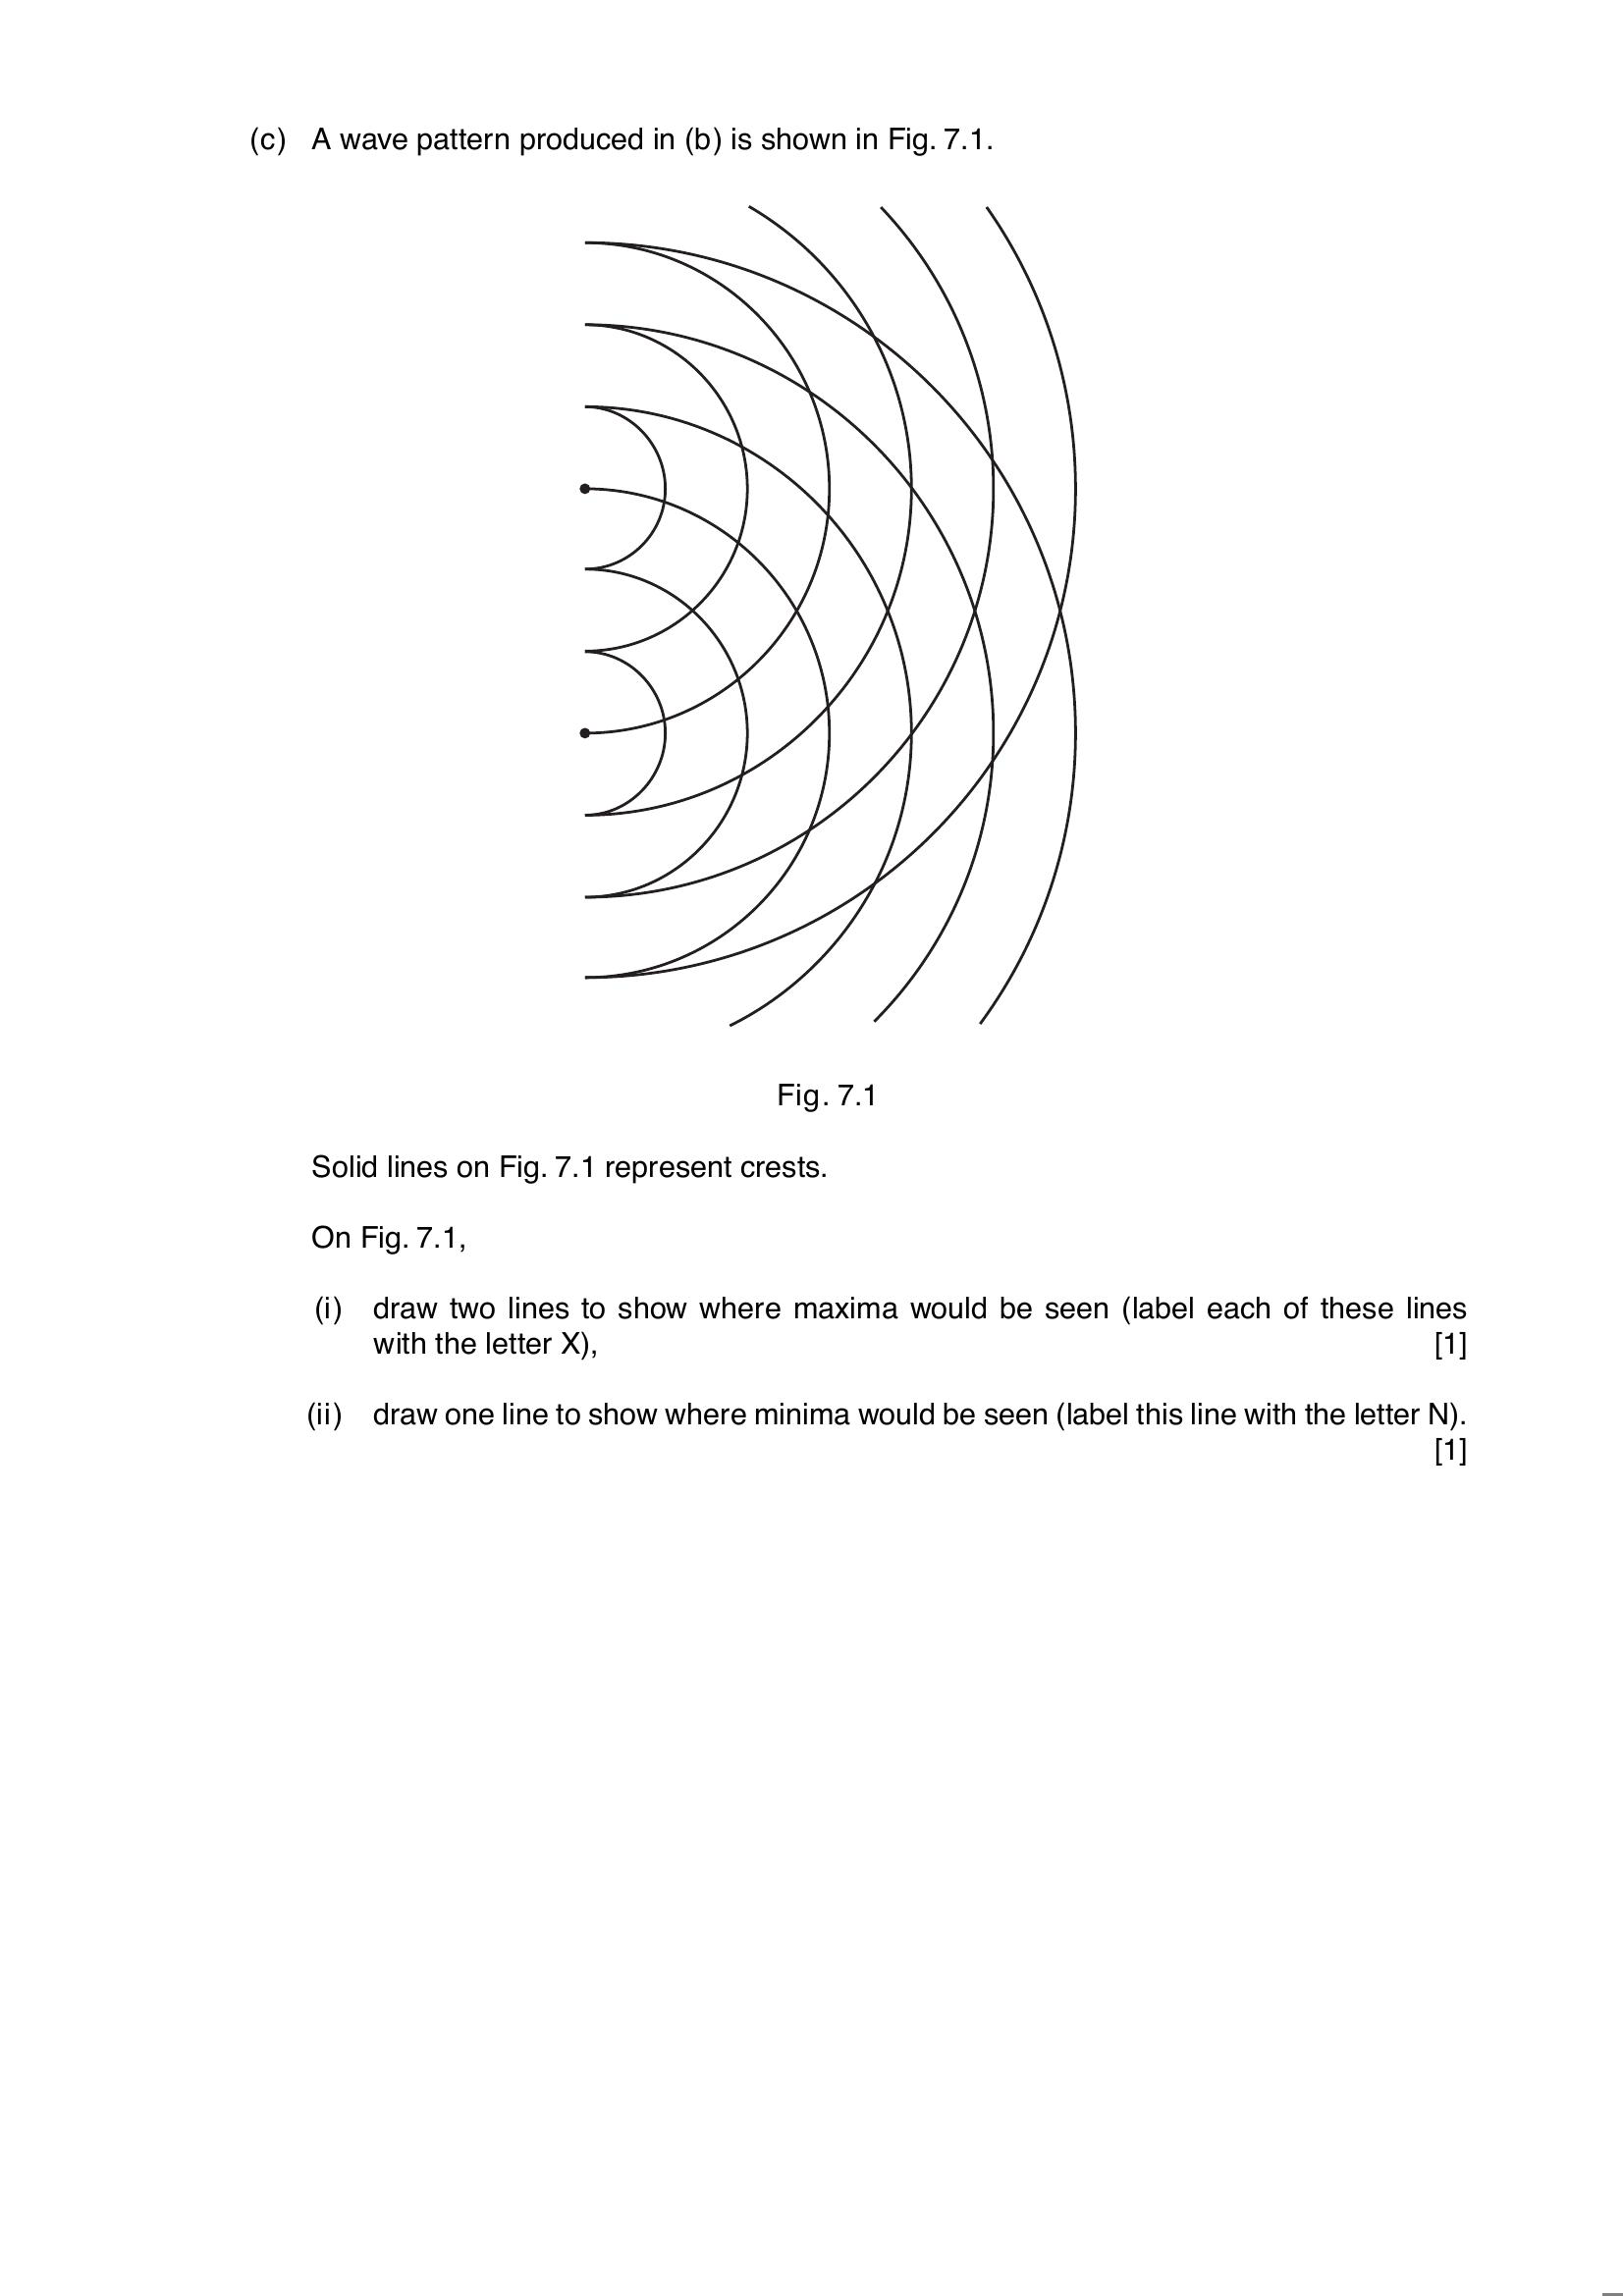 (c) A wave pattern produced in (b) is shown in Fig. 7.1.
Fig. 7.1
Solid lines on Fig. 7.1 represent crests.
On Fig. 7.1,
(i) draw two lines to show where maxima would be seen (label each of these lines
with the letter X), [1]
(ii) draw one line to show where minima would be seen (label this line with the letter N).
[1]